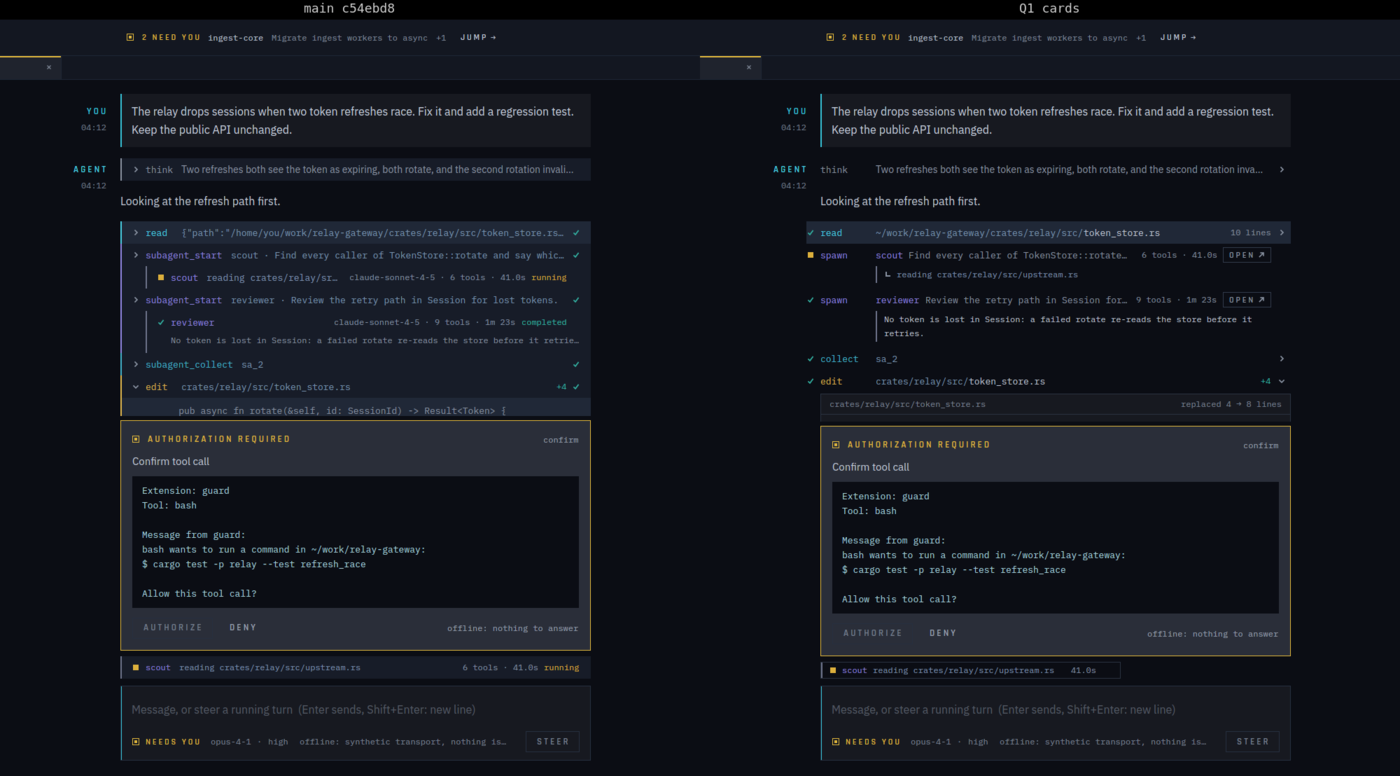 main c54ebd8
2 NEED YOU ingest-core Migrate ingest workers to async +1 JUMP →
×
YOU
04:12
The relay drops sessions when two token refreshes race. Fix it and add a regression test.
Keep the public API unchanged.
AGENT
04:12
think Two refreshes both see the token as expiring, both rotate, and the second rotation invali…
Looking at the refresh path first.
read {"path":"/home/you/work/relay-gateway/crates/relay/src/token_store.rs…
subagent_start scout · Find every caller of TokenStore::rotate and say whic…
scout reading crates/relay/sr… claude-sonnet-4-5 · 6 tools · 41.0s running
subagent_start reviewer · Review the retry path in Session for lost tokens.
reviewer claude-sonnet-4-5 · 9 tools · 1m 23s completed
No token is lost in Session: a failed rotate re-reads the store before it retrie…
subagent_collect sa_2
edit crates/relay/src/token_store.rs +4
pub async fn rotate(&self, id: SessionId) -> Result<Token> {
AUTHORIZATION REQUIRED confirm
Confirm tool call
Extension: guard
Tool: bash
Message from guard:
bash wants to run a command in ~/work/relay-gateway:
$ cargo test -p relay --test refresh_race
Allow this tool call?
AUTHORIZE DENY offline: nothing to answer
scout reading crates/relay/src/upstream.rs 6 tools · 41.0s running
Message, or steer a running turn (Enter sends, Shift+Enter: new line)
NEEDS YOU opus-4-1 · high offline: synthetic transport, nothing is… STEER
Q1 cards
2 NEED YOU ingest-core Migrate ingest workers to async +1 JUMP →
×
YOU
04:12
The relay drops sessions when two token refreshes race. Fix it and add a regression test.
Keep the public API unchanged.
AGENT
04:12
think Two refreshes both see the token as expiring, both rotate, and the second rotation inva…
Looking at the refresh path first.
read ~/work/relay-gateway/crates/relay/src/token_store.rs 10 lines
spawn scout Find every caller of TokenStore::rotate… 6 tools · 41.0s OPEN ↗
reading crates/relay/src/upstream.rs
spawn reviewer Review the retry path in Session for… 9 tools · 1m 23s OPEN ↗
No token is lost in Session: a failed rotate re-reads the store before it
retries.
collect sa_2
edit crates/relay/src/token_store.rs +4
crates/relay/src/token_store.rs replaced 4 → 8 lines
AUTHORIZATION REQUIRED confirm
Confirm tool call
Extension: guard
Tool: bash
Message from guard:
bash wants to run a command in ~/work/relay-gateway:
$ cargo test -p relay --test refresh_race
Allow this tool call?
AUTHORIZE DENY offline: nothing to answer
scout reading crates/relay/src/upstream.rs 41.0s
Message, or steer a running turn (Enter sends, Shift+Enter: new line)
NEEDS YOU opus-4-1 · high offline: synthetic transport, nothing is… STEER